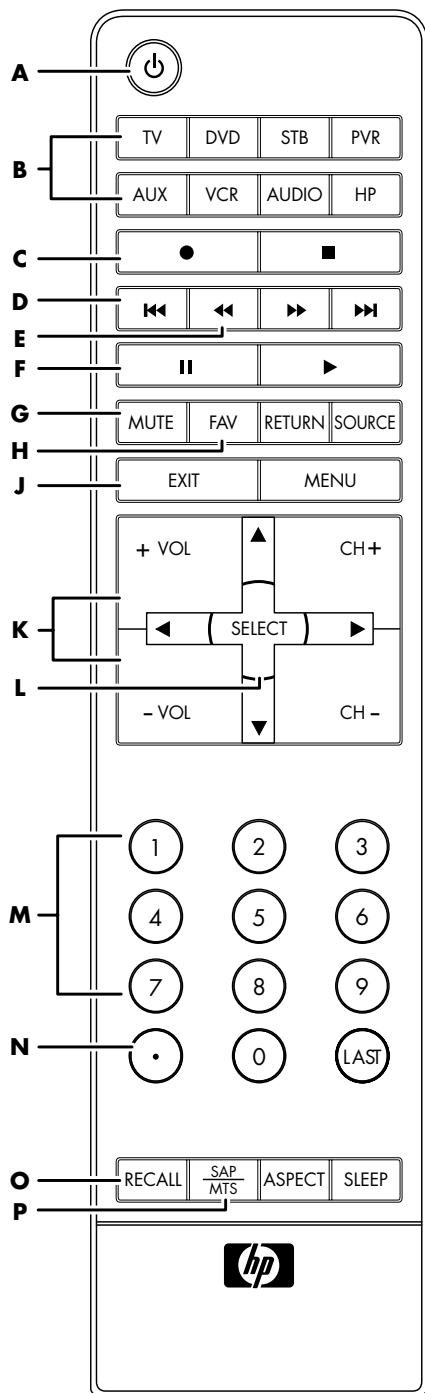 A
TV DVD STB PVR
B
AUX VCR AUDIO HP
C
D
E
F
G MUTE FAV RETURN SOURCE
H
J EXIT MENU
+ VOL CH+
K SELECT
L
– VOL CH –
1 2 3
M 4 5 6
7 8 9
N . 0 LAST
O RECALL SAP MTS ASPECT SLEEP
P
hp